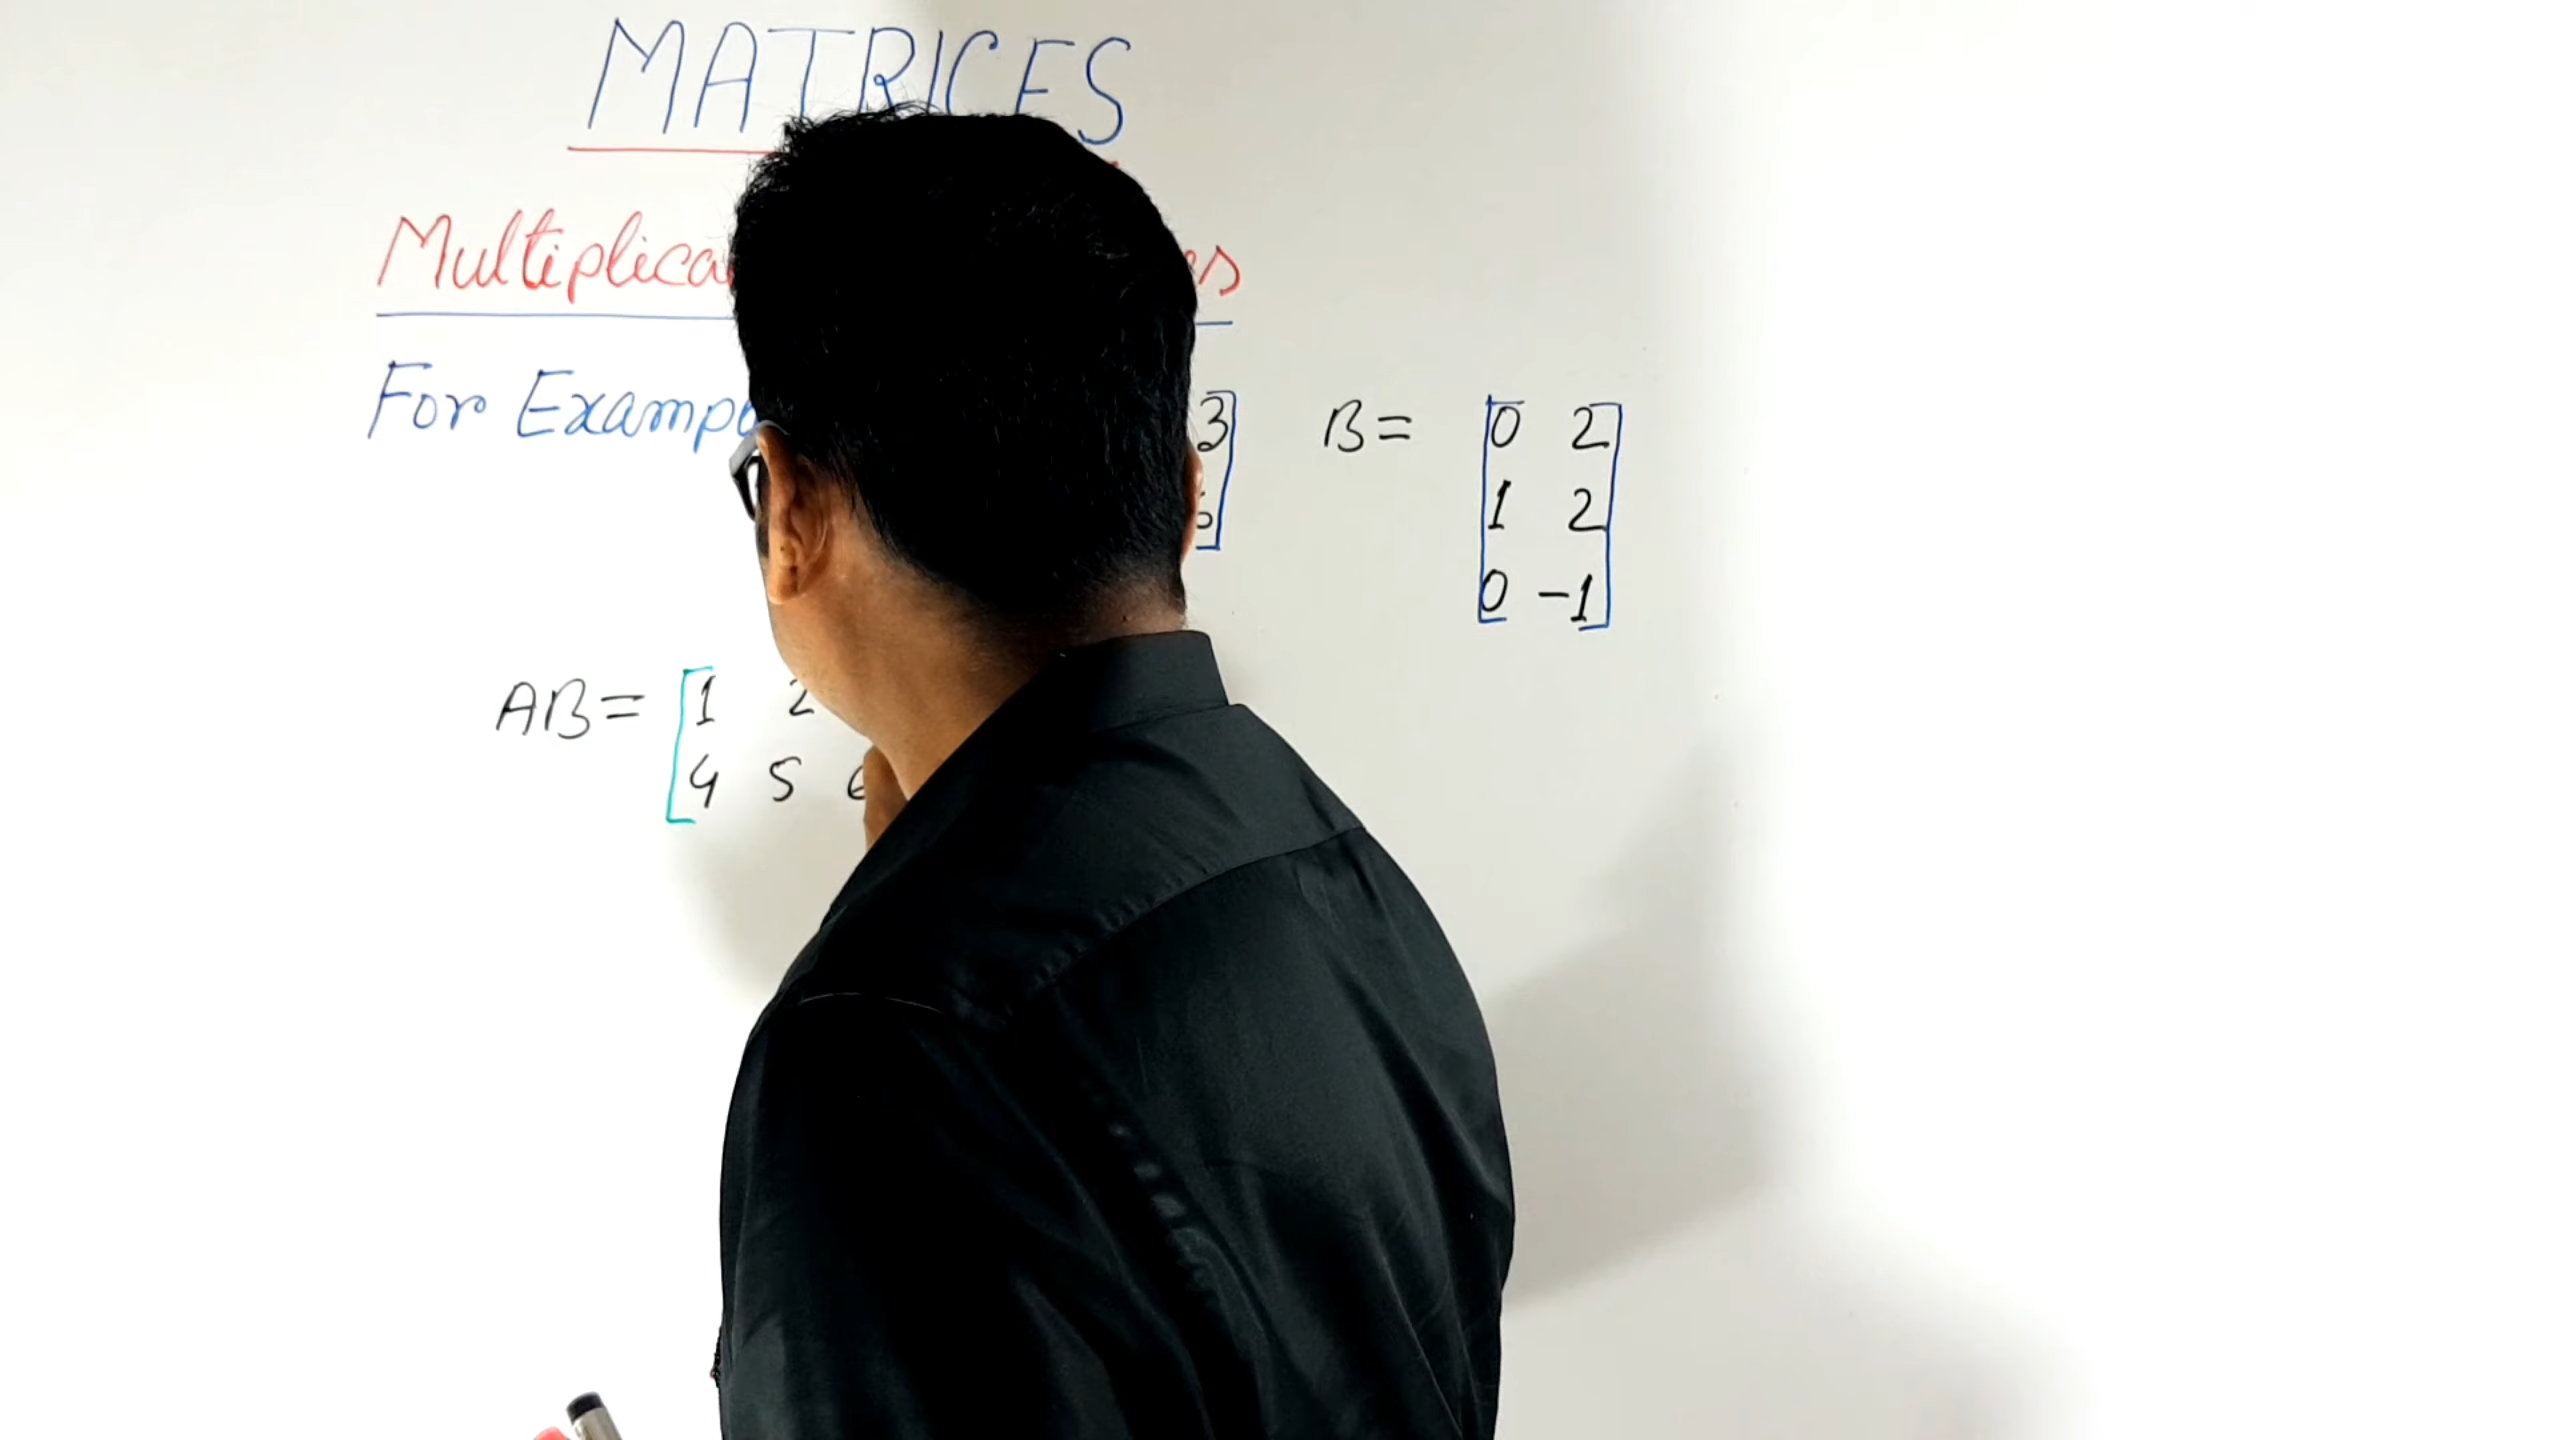 MATRICES
Multiplica
For Examp 3 B = 0 2
1 2
0 -1
AB = 1 2
4 5 6